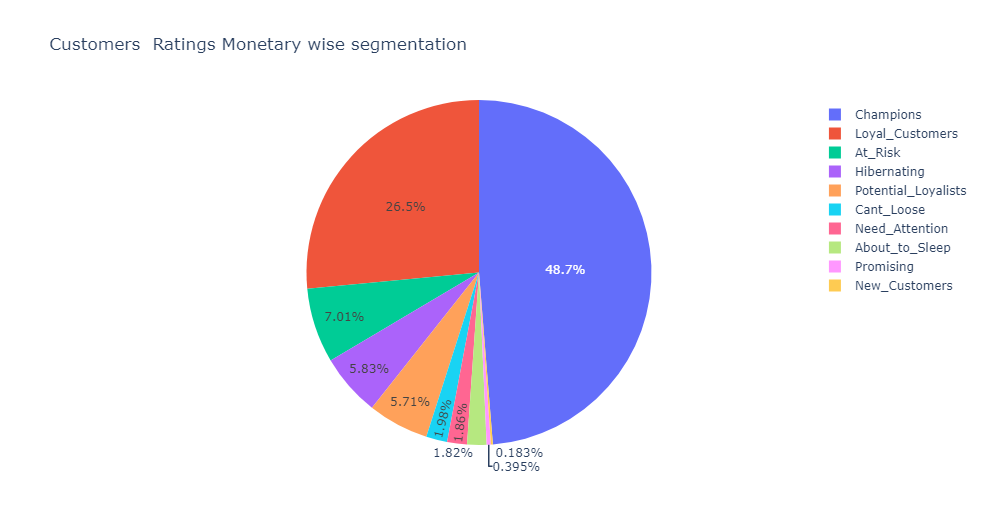 Customers  Ratings Monetary wise segmentation
48.7%
26.5%
7.01%
5.83%
5.71%
1.98%
1.86%
1.82%
0.183%
0.395%
Champions
Loyal_Customers
At_Risk
Hibernating
Potential_Loyalists
Cant_Loose
Need_Attention
About_to_Sleep
Promising
New_Customers